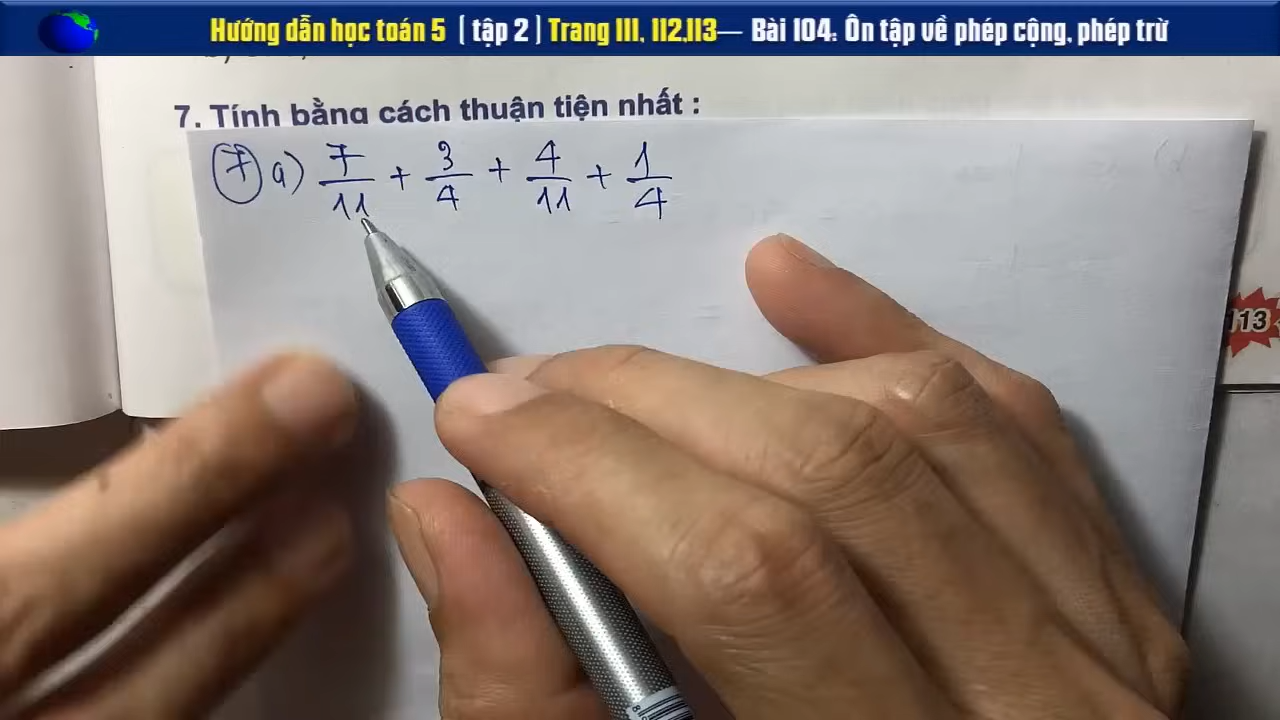 Hướng dẫn học toán 5 ( tập 2 ) Trang 111, 112,113— Bài 104: Ôn tập về phép cộng, phép trừ
7. Tính bằng cách thuận tiện nhất :
7 a) 7/11 + 3/4 + 4/11 + 1/4
113